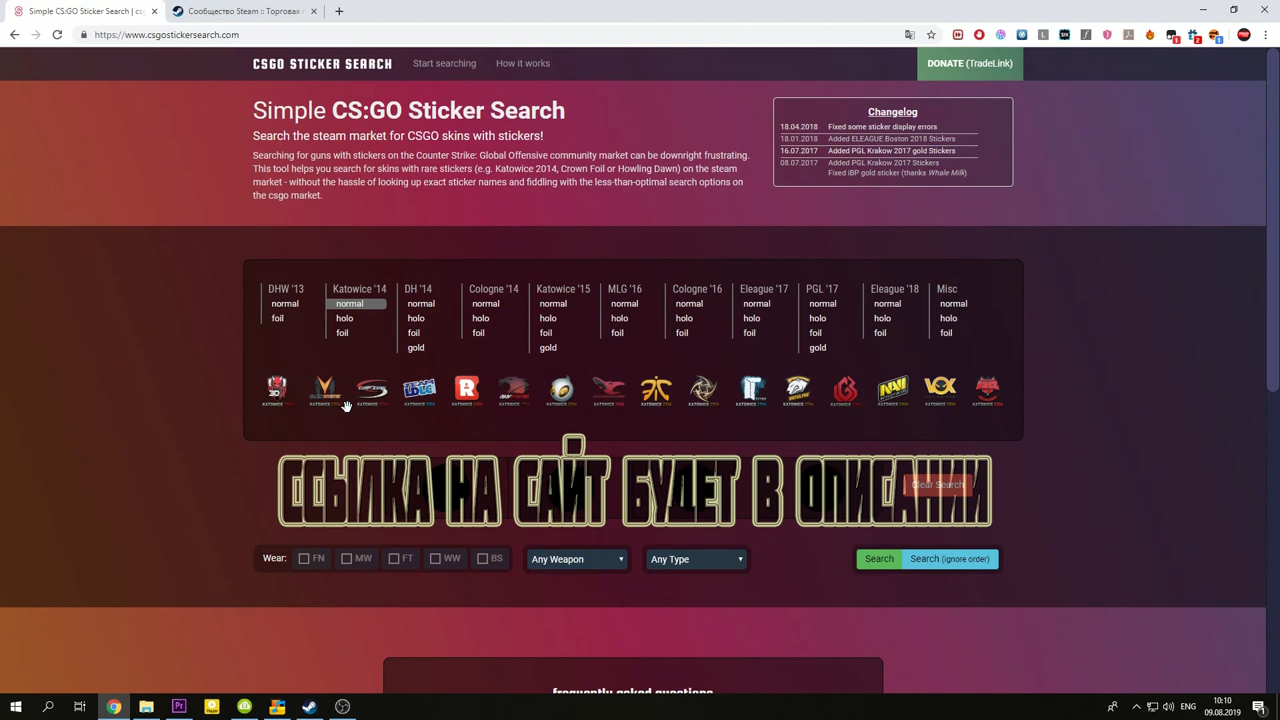 Simple CS:GO Sticker Search | csg
Сообщество Steam :: Торговая
https://www.csgostickersearch.com
CSGO STICKER SEARCH
Start searching
How it works
DONATE (TradeLink)
Simple CS:GO Sticker Search
Search the steam market for CSGO skins with stickers!
Searching for guns with stickers on the Counter Strike: Global Offensive community market can be downright frustrating.
This tool helps you search for skins with rare stickers (e.g. Katowice 2014, Crown Foil or Howling Dawn) on the steam
market - without the hassle of looking up exact sticker names and fiddling with the less-than-optimal search options on
the csgo market.
Changelog
18.04.2018 Fixed some sticker display errors
18.01.2018 Added ELEAGUE Boston 2018 Stickers
16.07.2017 Added PGL Krakow 2017 gold Stickers
08.07.2017 Added PGL Krakow 2017 Stickers
Fixed iBP gold sticker (thanks Whale Milk)
DHW '13 Katowice '14 DH '14 Cologne '14 Katowice '15 MLG '16 Cologne '16 Eleague '17 PGL '17 Eleague '18 Misc
normal normal normal normal normal normal normal normal normal normal normal
foil holo holo holo holo holo holo holo holo holo holo
foil foil foil foil foil foil foil foil foil foil
gold gold gold
ССЫЛКА НА САЙТ БУДЕТ В ОПИСАНИИ
Clear Search
Wear: FN MW FT WW BS Any Weapon Any Type Search Search (ignore order)
frequently asked questions
ENG
10:10
09.08.2019